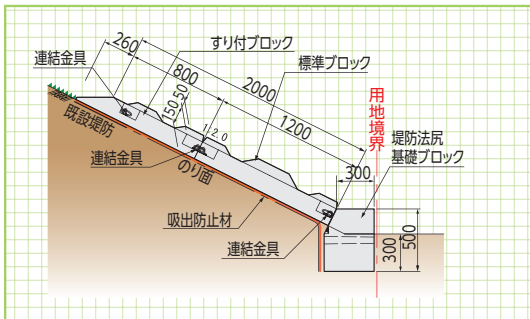 260
すり付ブロック
連結金具
800
標準ブロック
2000
150
50
1:2.0
1200
用地境界
既設堤防
堤防法尻
基礎ブロック
連結金具
のり面
300
吸出防止材
連結金具
300
500